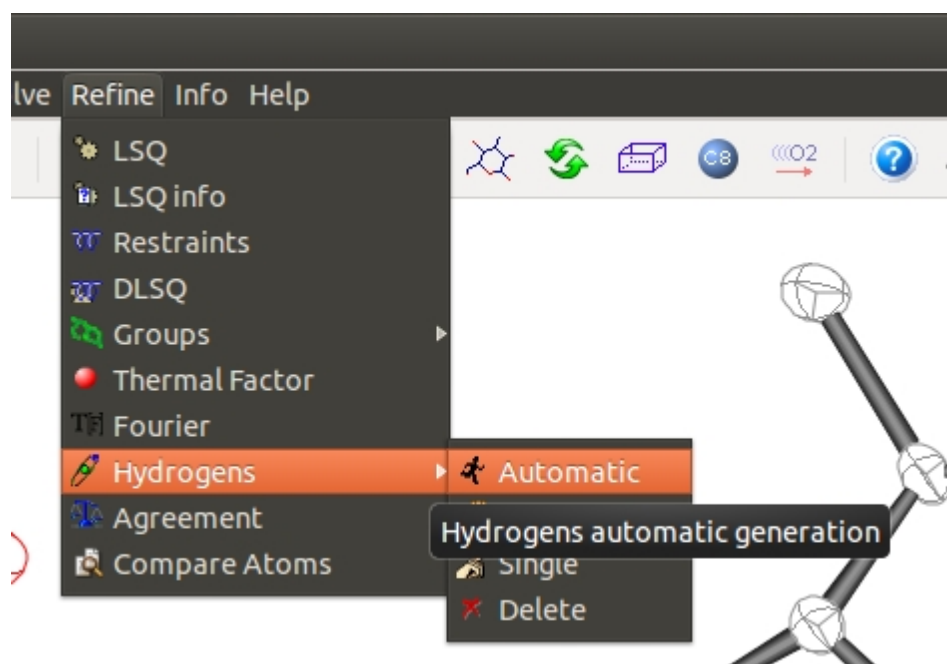 lve Refine Info Help
C8
O2
?
LSQ
LSQ info
Restraints
DLSQ
Groups
Thermal Factor
Fourier
Hydrogens
Automatic
Agreement
Hydrogens automatic generation
Compare Atoms
Single
Delete